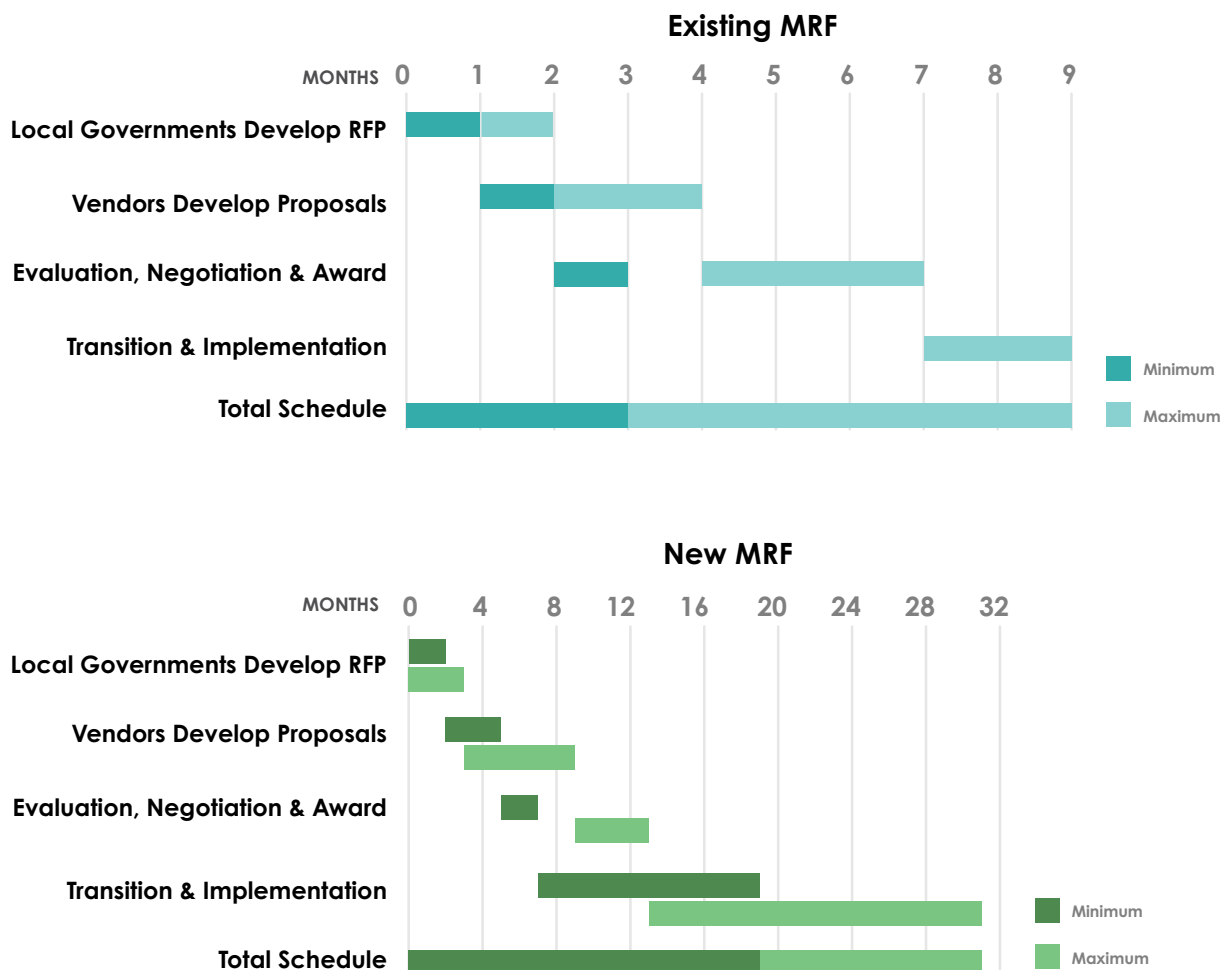 Existing MRF
MONTHS 0 1 2 3 4 5 6 7 8 9
Local Governments Develop RFP
Vendors Develop Proposals
Evaluation, Negotiation & Award
Transition & Implementation
Minimum
Total Schedule
Maximum
New MRF
MONTHS 0 4 8 12 16 20 24 28 32
Local Governments Develop RFP
Vendors Develop Proposals
Evaluation, Negotiation & Award
Transition & Implementation
Minimum
Total Schedule
Maximum